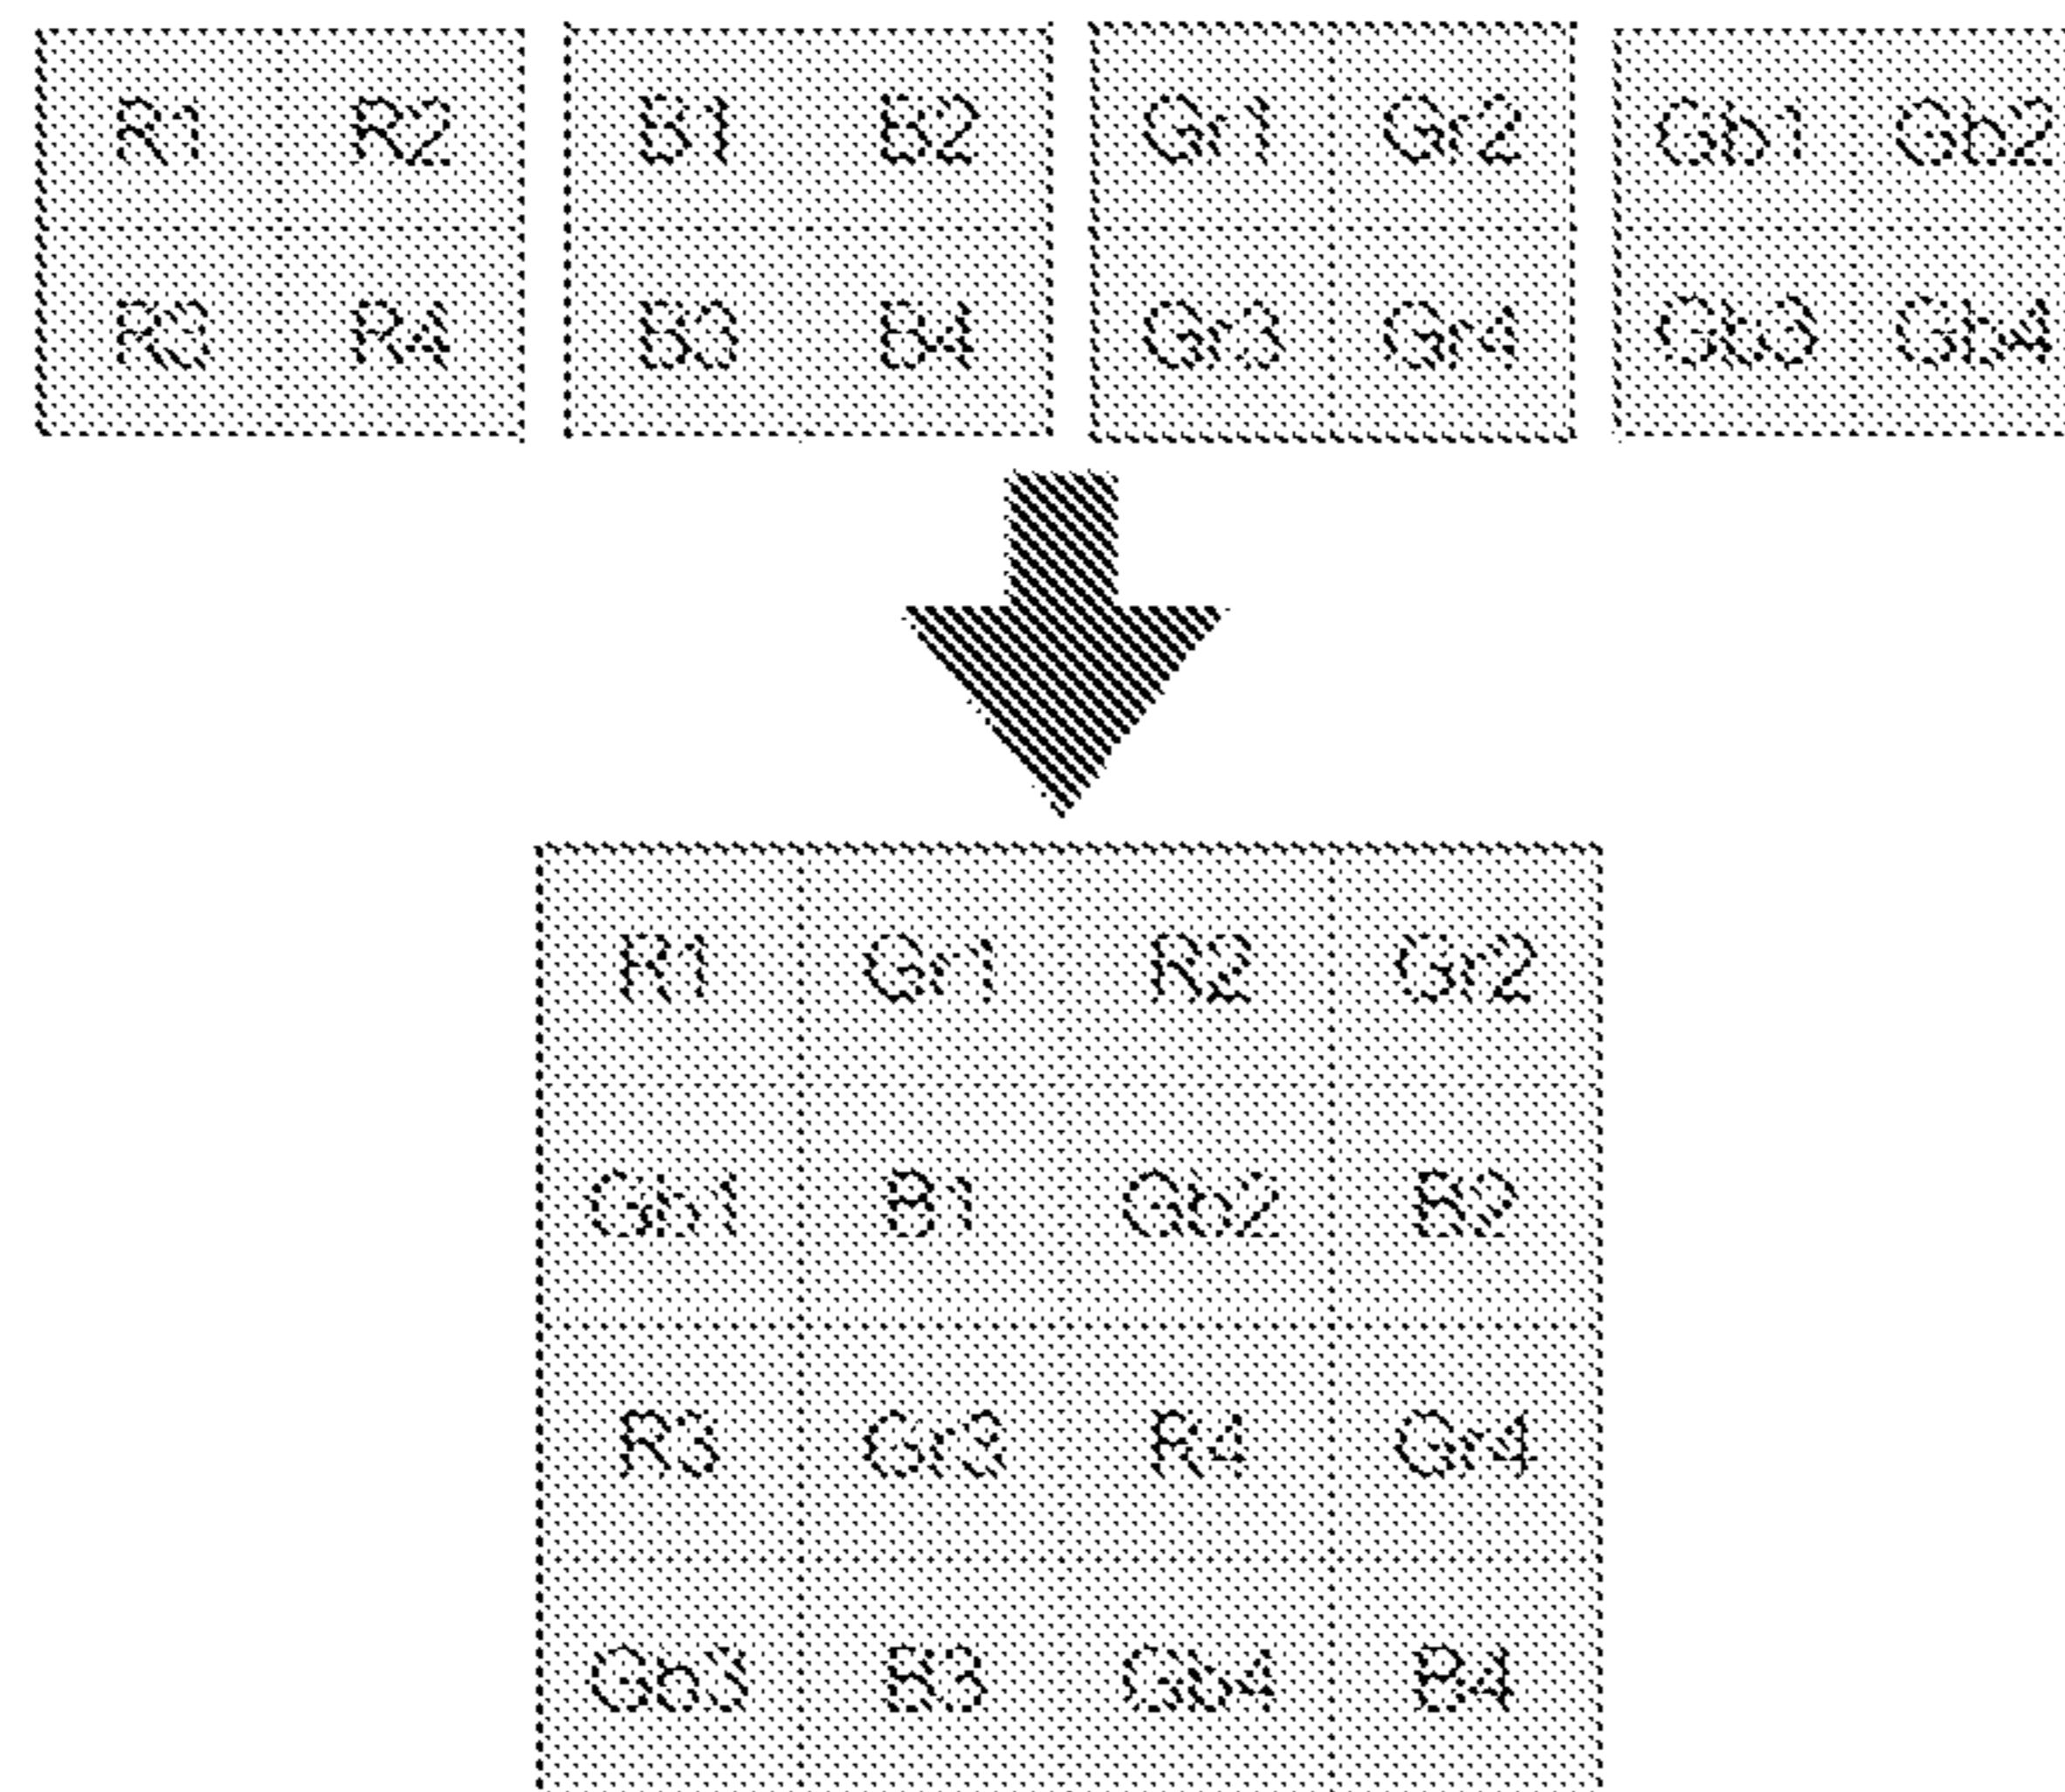 R1 R2 B1 B2 Gr1 Gr2 Gb1 Gb2
R3 R4 B3 B4 Gr3 Gr4 Gb3 Gb4
R1 Gr1 R2 Gr2
Gb1 B1 Gb2 B2
R3 Gr3 R4 Gr4
Gb3 B3 Gb4 B4